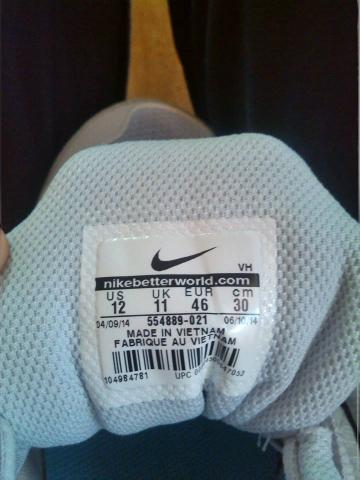 VH
nikebetterworld.com
US UK EUR cm
12 11 46 30
04/09/14 554889-021 06/10/14
MADE IN VIETNAM
FABRIQUE AU VIETNAM
104984781 UPC